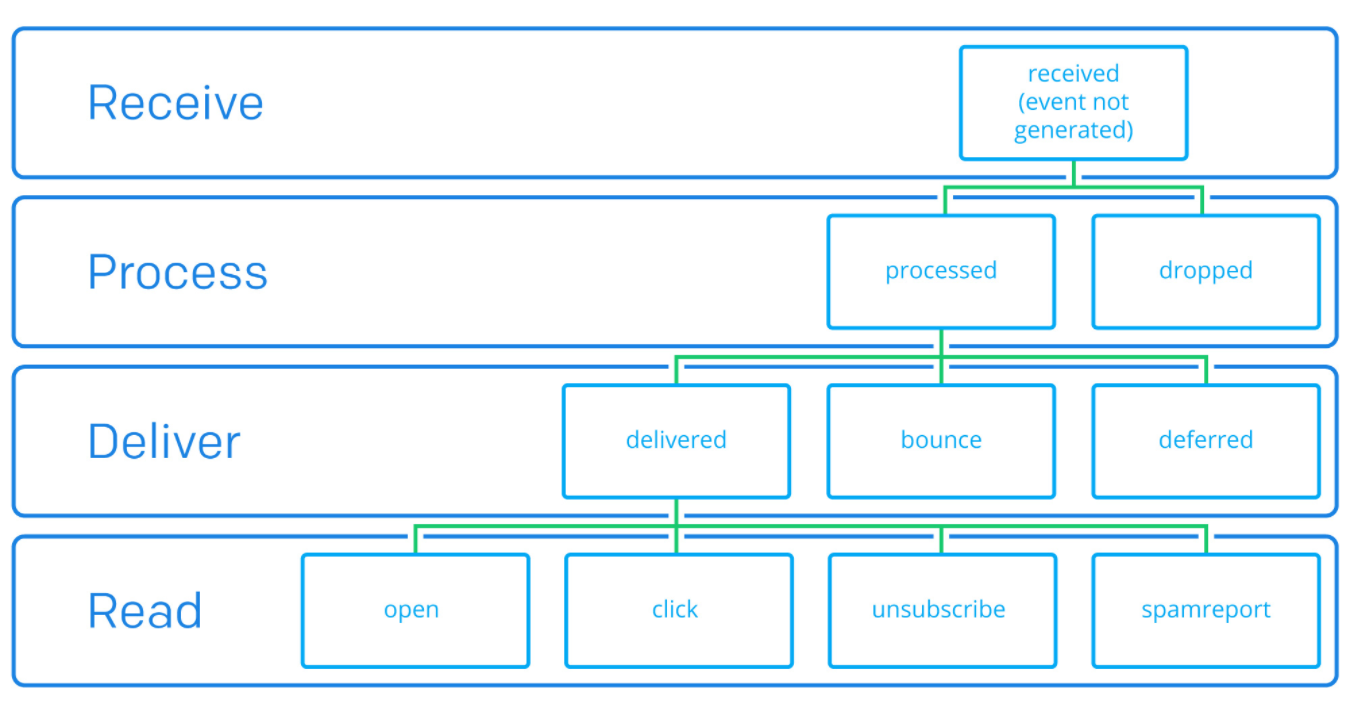 Receive
received
(event not
generated)
Process
processed
dropped
Deliver
delivered
bounce
deferred
Read
open
click
unsubscribe
spamreport